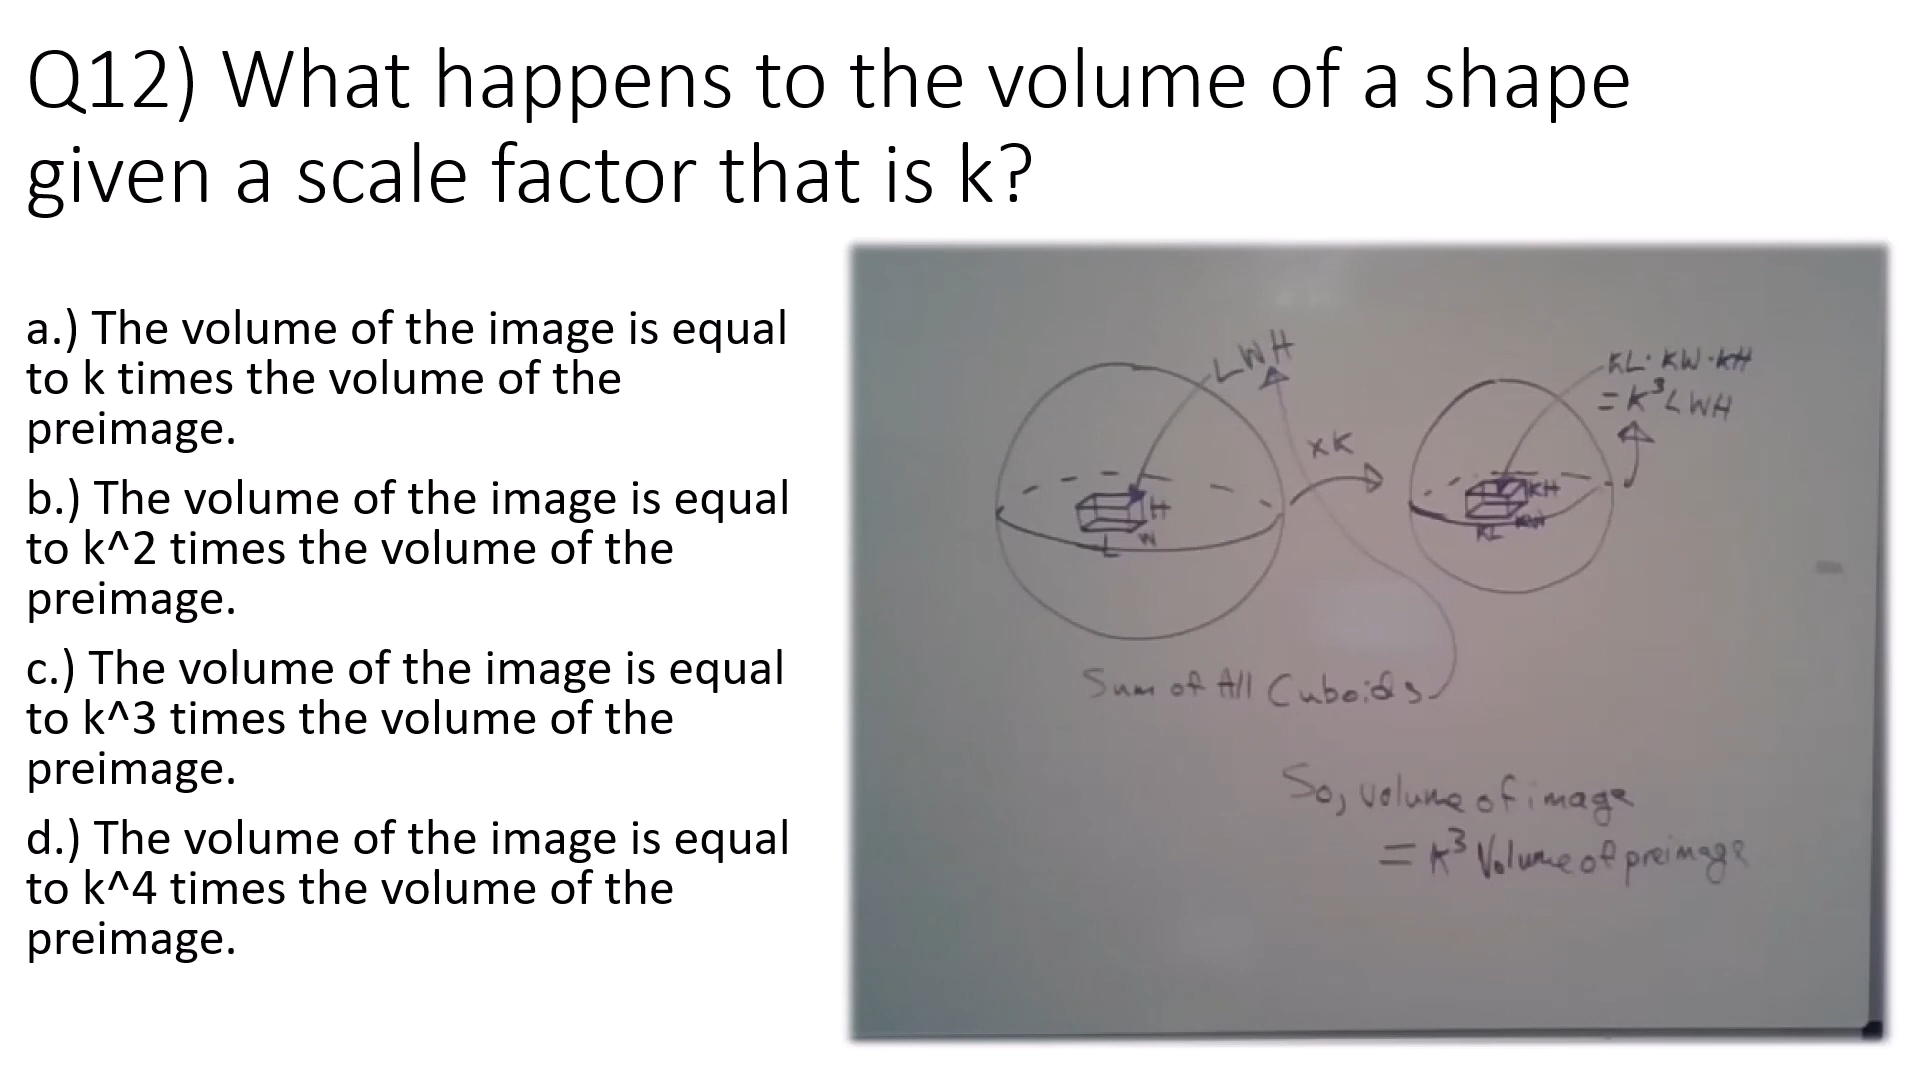 Q12) What happens to the volume of a shape
given a scale factor that is k?
a.) The volume of the image is equal
to k times the volume of the
preimage.
b.) The volume of the image is equal
to k^2 times the volume of the
preimage.
c.) The volume of the image is equal
to k^3 times the volume of the
preimage.
d.) The volume of the image is equal
to k^4 times the volume of the
preimage.
LWH
H
W
L
xK
KL·KW·KH
=K³LWH
KH
KW
KL
Sum of All Cuboids
So, volume of image
= K³ Volume of preimage